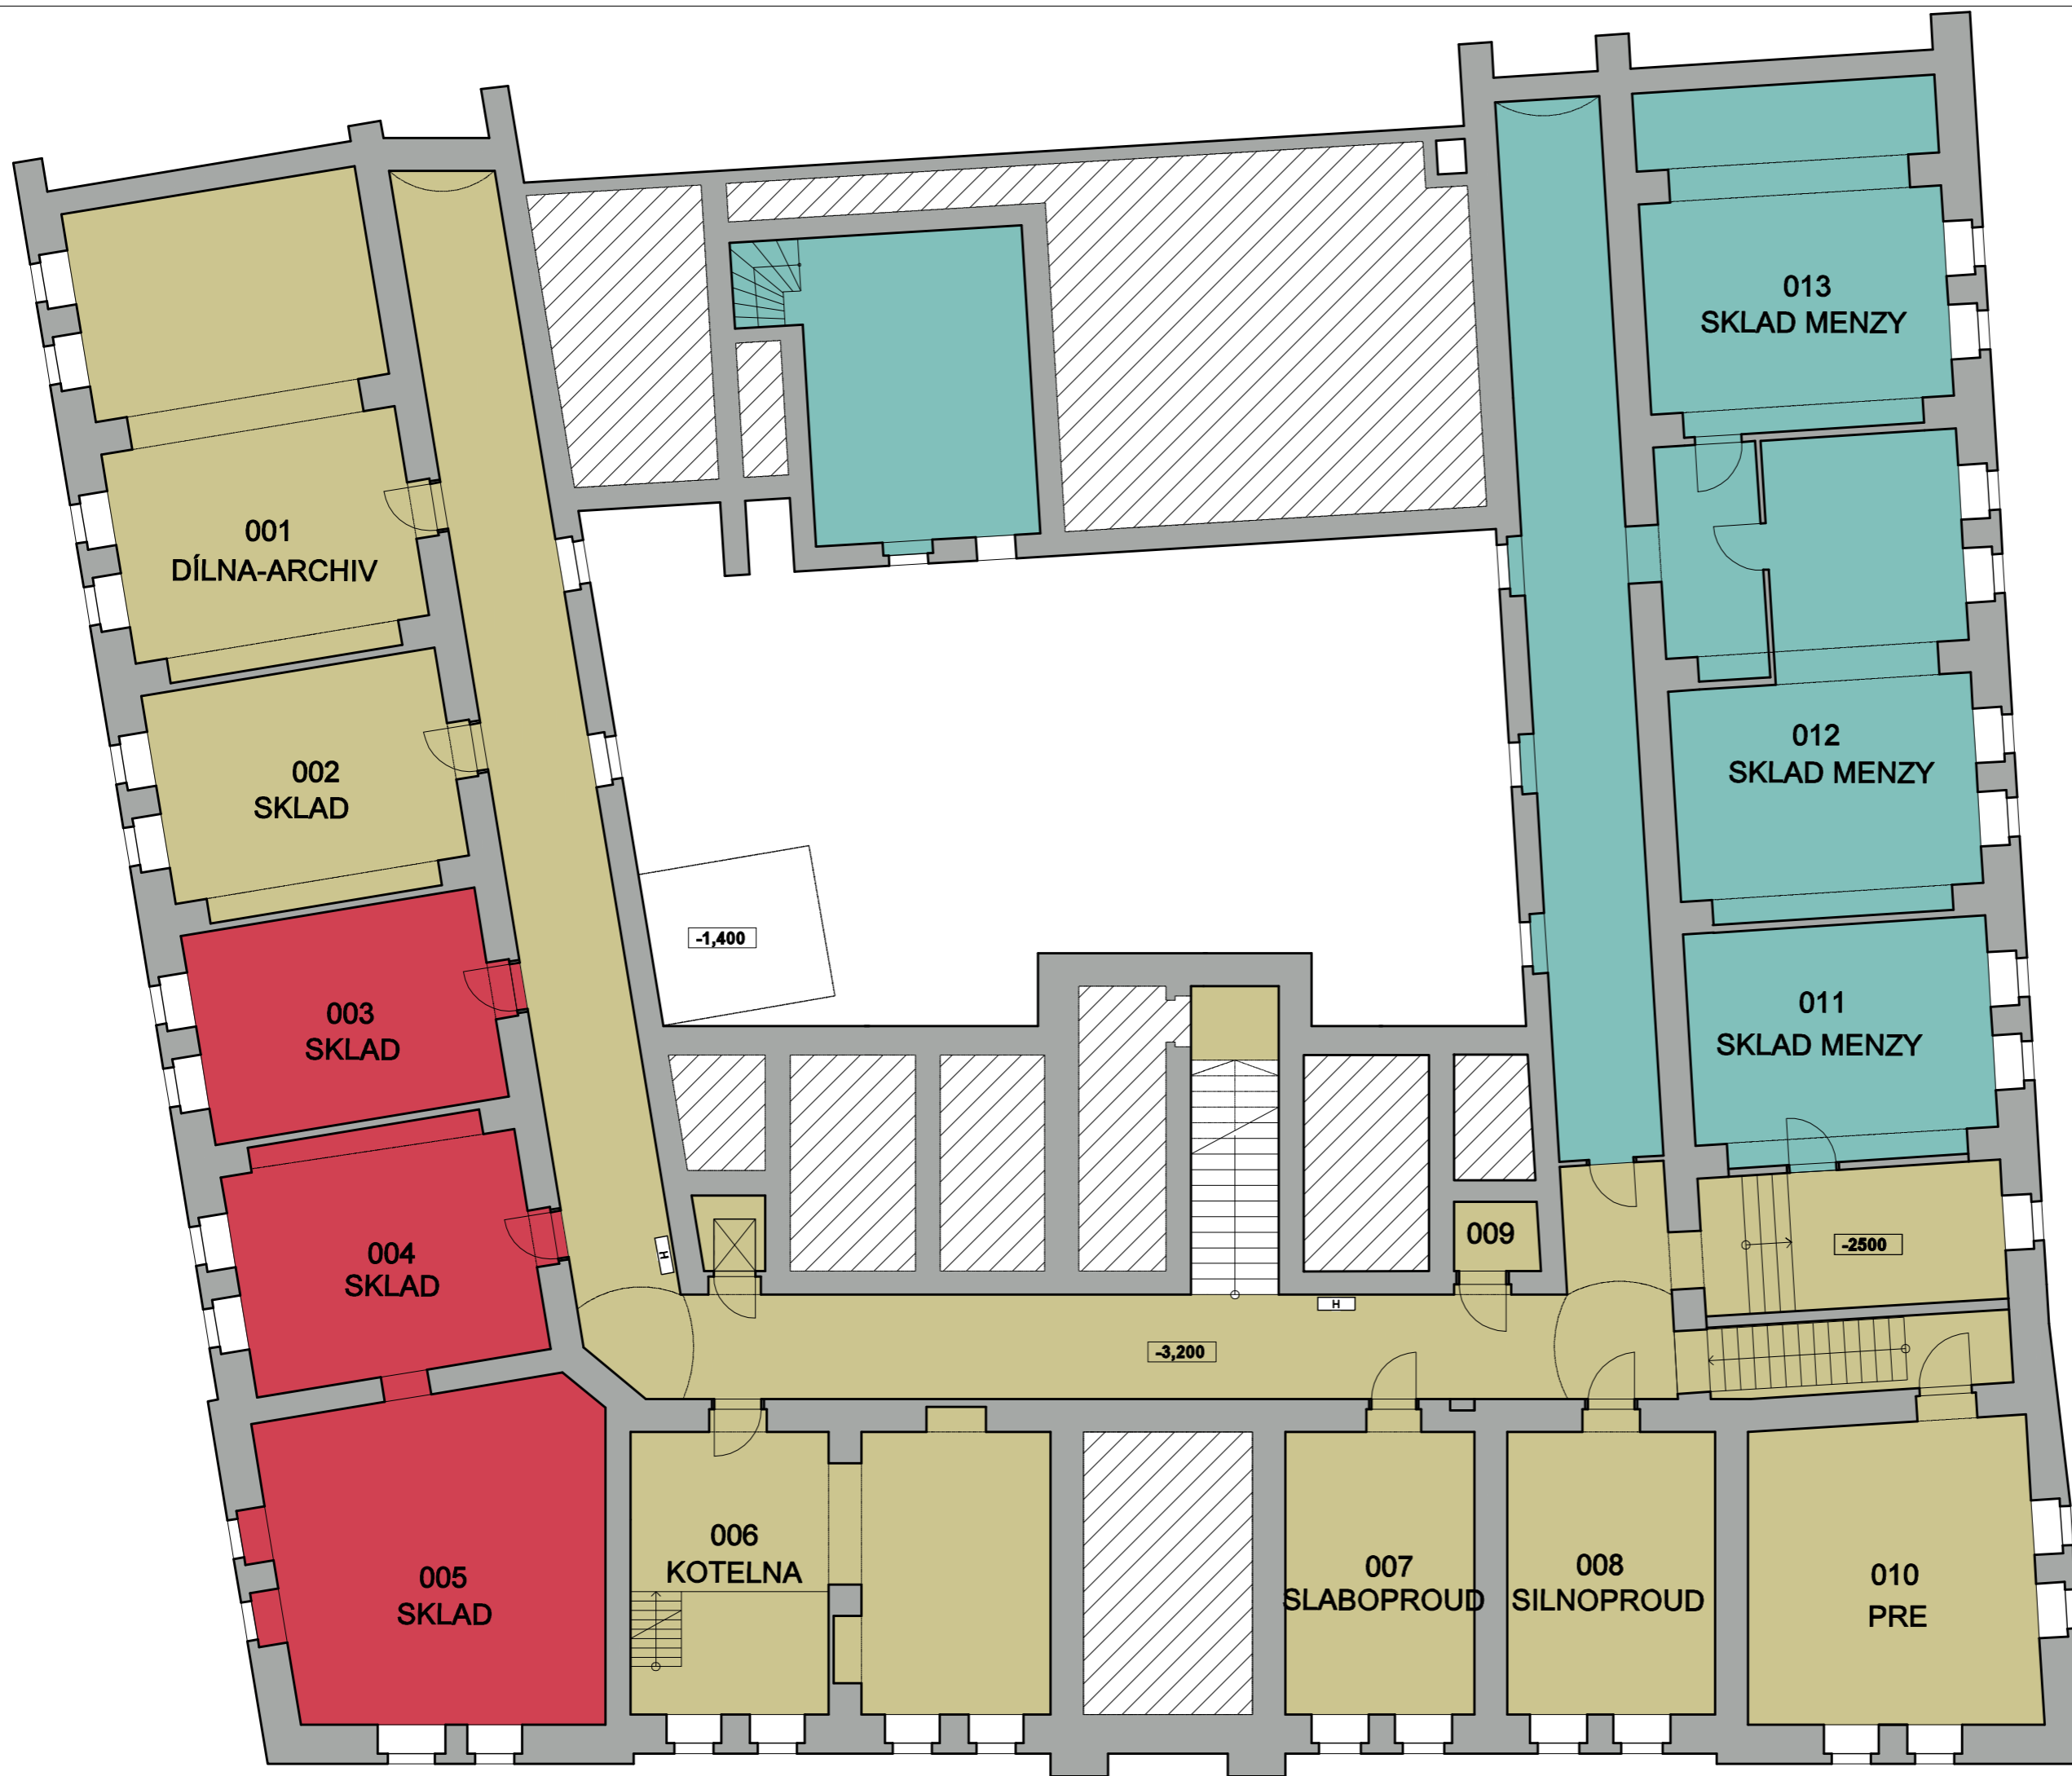 013
SKLAD MENZY
001
DÍLNA-ARCHIV
012
SKLAD MENZY
002
SKLAD
-1,400
003
SKLAD
011
SKLAD MENZY
004
SKLAD
H
009
-2500
H
-3,200
006
KOTELNA
007
SLABOPROUD
008
SILNOPROUD
010
PRE
005
SKLAD